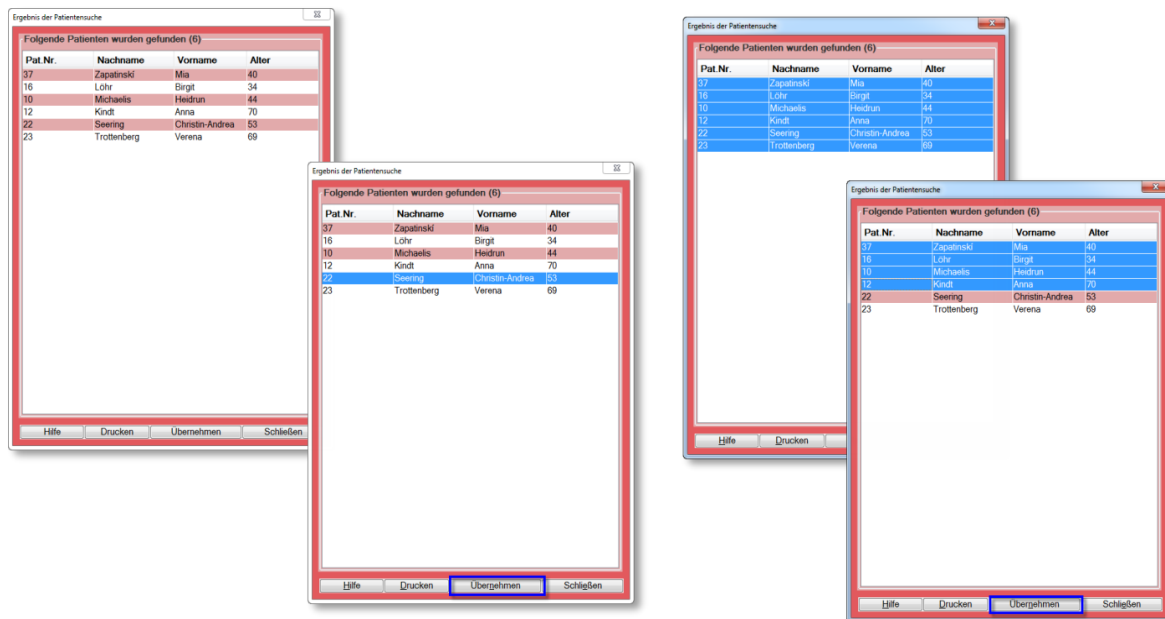 Ergebnis der Patientensuche
Folgende Patienten wurden gefunden (6)
Pat.Nr. Nachname Vorname Alter
37 Zapatinski Mia 40
16 Löhr Birgit 34
10 Michaelis Heidrun 44
12 Kindt Anna 70
22 Seering Christin-Andrea 53
23 Trottenberg Verena 69
Hilfe Drucken Übernehmen Schließen
Ergebnis der Patientensuche
Folgende Patienten wurden gefunden (6)
Pat.Nr. Nachname Vorname Alter
37 Zapatinski Mia 40
16 Löhr Birgit 34
10 Michaelis Heidrun 44
12 Kindt Anna 70
22 Seering Christin-Andrea 53
23 Trottenberg Verena 69
Hilfe Drucken Übernehmen Schließen
Ergebnis der Patientensuche
Folgende Patienten wurden gefunden (6)
Pat.Nr. Nachname Vorname Alter
37 Zapatinski Mia 40
16 Löhr Birgit 34
10 Michaelis Heidrun 44
12 Kindt Anna 70
22 Seering Christin-Andrea 53
23 Trottenberg Verena 69
Hilfe Drucken
Ergebnis der Patientensuche
Folgende Patienten wurden gefunden (6)
Pat.Nr. Nachname Vorname Alter
37 Zapatinski Mia 40
16 Löhr Birgit 34
10 Michaelis Heidrun 44
12 Kindt Anna 70
22 Seering Christin-Andrea 53
23 Trottenberg Verena 69
Hilfe Drucken Übernehmen Schließen